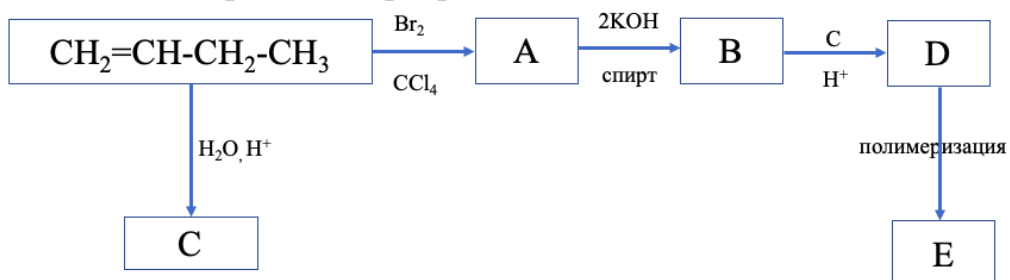 CH₂=CH-CH₂-CH₃
Br₂
CCl₄
A
2KOH
спирт
B
C
H⁺
D
H₂O, H⁺
полимеризация
C
E